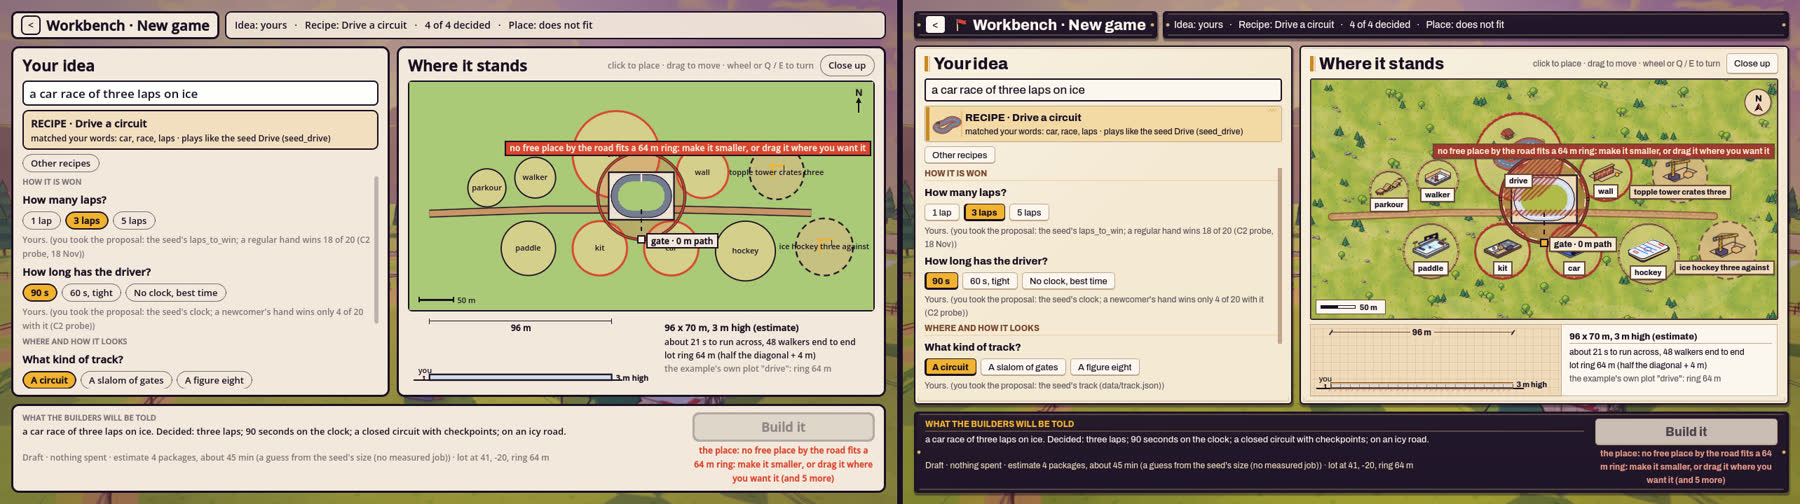 < Workbench · New game
Idea: yours · Recipe: Drive a circuit · 4 of 4 decided · Place: does not fit
Your idea
a car race of three laps on ice
RECIPE · Drive a circuit
matched your words: car, race, laps · plays like the seed Drive (seed_drive)
Other recipes
HOW IT IS WON
How many laps?
1 lap 3 laps 5 laps
Yours. (you took the proposal: the seed's laps_to_win; a regular hand wins 18 of 20 (C2
probe, 18 Nov))
How long has the driver?
90 s 60 s, tight No clock, best time
Yours. (you took the proposal: the seed's clock; a newcomer's hand wins only 4 of 20
with it (C2 probe))
WHERE AND HOW IT LOOKS
What kind of track?
A circuit A slalom of gates A figure eight
Where it stands
click to place · drag to move · wheel or Q / E to turn
Close up
N
no free place by the road fits a 64 m ring: make it smaller, or drag it where you want it
parkour
walker
wall
topple tower crates three
gate · 0 m path
paddle
kit
hockey
ice hockey three against
50 m
96 m
you
3 m high
96 x 70 m, 3 m high (estimate)
about 21 s to run across, 48 walkers end to end
lot ring 64 m (half the diagonal + 4 m)
the example's own plot "drive": ring 64 m
WHAT THE BUILDERS WILL BE TOLD
a car race of three laps on ice. Decided: three laps; 90 seconds on the clock; a closed circuit with checkpoints; on an icy road.
Draft · nothing spent · estimate 4 packages, about 45 min (a guess from the seed's size (no measured job)) · lot at 41, -20, ring 64 m
Build it
the place: no free place by the road fits a
64 m ring: make it smaller, or drag it where
you want it (and 5 more)
< Workbench · New game
Idea: yours · Recipe: Drive a circuit · 4 of 4 decided · Place: does not fit
Your idea
a car race of three laps on ice
RECIPE · Drive a circuit
matched your words: car, race, laps · plays like the seed Drive (seed_drive)
Other recipes
HOW IT IS WON
How many laps?
1 lap 3 laps 5 laps
Yours. (you took the proposal: the seed's laps_to_win; a regular hand wins 18 of 20 (C2 probe,
18 Nov))
How long has the driver?
90 s 60 s, tight No clock, best time
Yours. (you took the proposal: the seed's clock; a newcomer's hand wins only 4 of 20 with it
(C2 probe))
WHERE AND HOW IT LOOKS
What kind of track?
A circuit A slalom of gates A figure eight
Yours. (you took the proposal: the seed's track (data/track.json))
Where it stands
click to place · drag to move · wheel or Q / E to turn
Close up
N
no free place by the road fits a 64 m ring: make it smaller, or drag it where you want it
drive
walker
wall
topple tower crates three
parkour
gate · 0 m path
paddle
kit
car
hockey
ice hockey three against
50 m
96 m
you
3 m high
96 x 70 m, 3 m high (estimate)
about 21 s to run across, 48 walkers end to end
lot ring 64 m (half the diagonal + 4 m)
the example's own plot "drive": ring 64 m
WHAT THE BUILDERS WILL BE TOLD
a car race of three laps on ice. Decided: three laps; 90 seconds on the clock; a closed circuit with checkpoints; on an icy road.
Draft · nothing spent · estimate 4 packages, about 45 min (a guess from the seed's size (no measured job)) · lot at 41, -20, ring 64 m
Build it
the place: no free place by the road fits a 64
m ring: make it smaller, or drag it where you
want it (and 5 more)